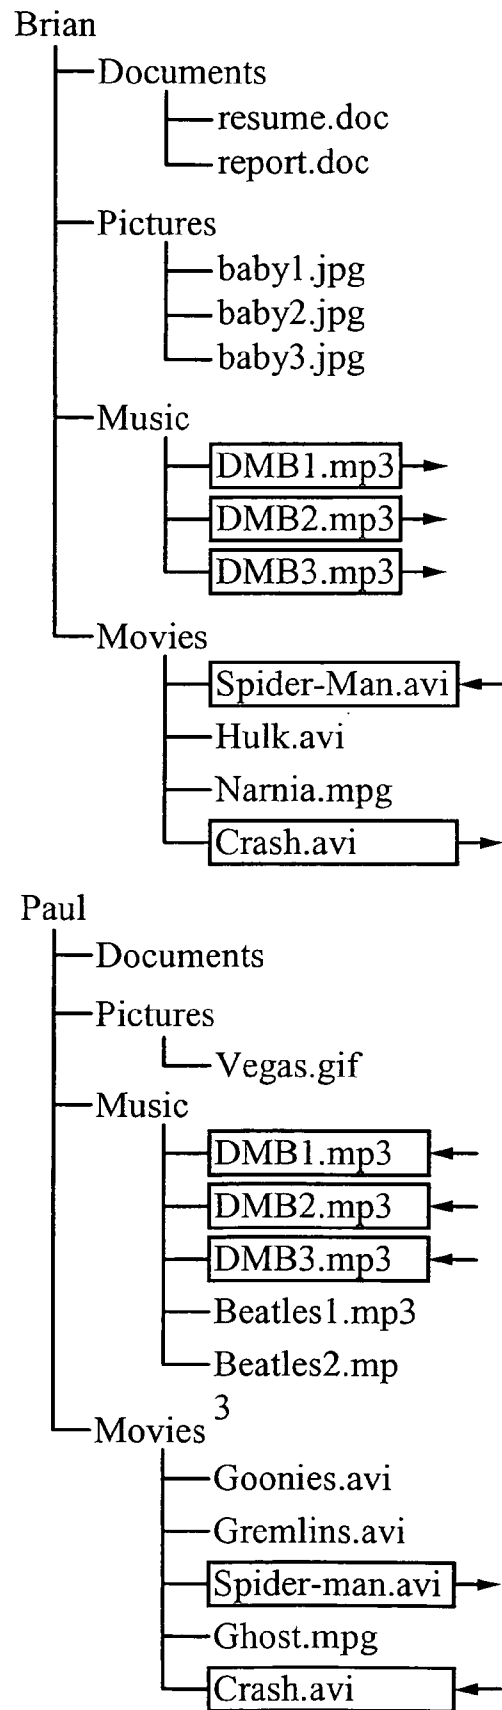 Brian
Documents
resume.doc
report.doc
Pictures
baby1.jpg
baby2.jpg
baby3.jpg
Music
DMB1.mp3
DMB2.mp3
DMB3.mp3
Movies
Spider-Man.avi
Hulk.avi
Narnia.mpg
Crash.avi
Paul
Documents
Pictures
Vegas.gif
Music
DMB1.mp3
DMB2.mp3
DMB3.mp3
Beatles1.mp3
Beatles2.mp
3
Movies
Goonies.avi
Gremlins.avi
Spider-man.avi
Ghost.mpg
Crash.avi